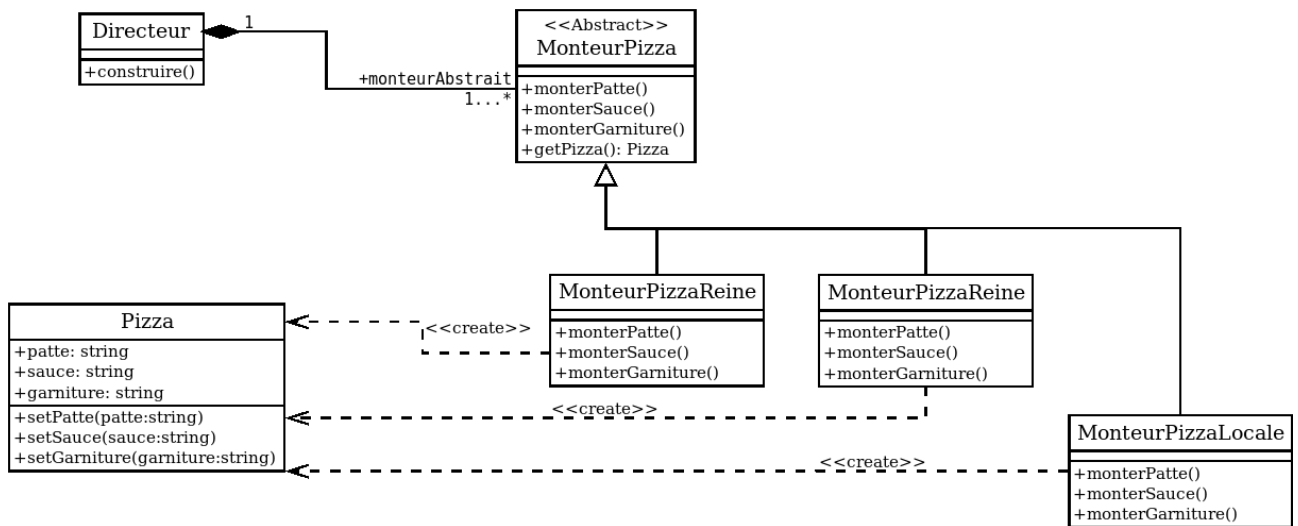 Directeur
+construire()
1
+monteurAbstrait
1...*
<<Abstract>>
MonteurPizza
+monterPatte()
+monterSauce()
+monterGarniture()
+getPizza(): Pizza
MonteurPizzaReine
+monterPatte()
+monterSauce()
+monterGarniture()
MonteurPizzaReine
+monterPatte()
+monterSauce()
+monterGarniture()
Pizza
+patte: string
+sauce: string
+garniture: string
+setPatte(patte:string)
+setSauce(sauce:string)
+setGarniture(garniture:string)
<<create>>
<<create>>
<<create>>
MonteurPizzaLocale
+monterPatte()
+monterSauce()
+monterGarniture()